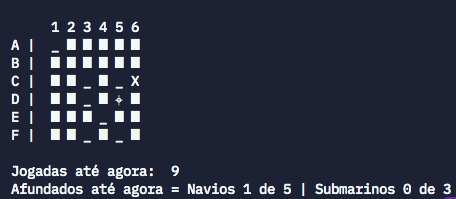 1 2 3 4 5 6
A | _ ■ ■ ■ ■ ■
B | ■ ■ ■ ■ ■ ■
C | ■ ■ _ ■ _ X
D | ■ ■ _ ■ ⌖ ■
E | ■ ■ ■ _ ■ ■
F | ■ ■ _ ■ _ ■
Jogadas até agora: 9
Afundados até agora = Navios 1 de 5 | Submarinos 0 de 3